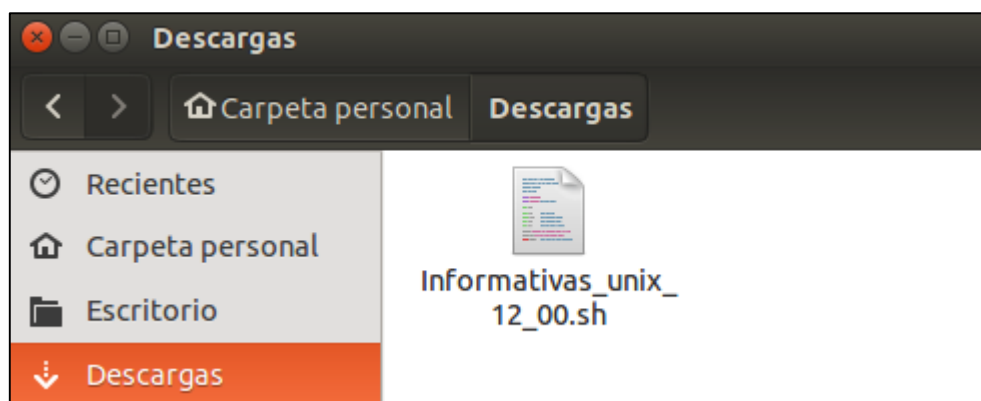 Descargas
Carpeta personal Descargas
Recientes
Carpeta personal
Escritorio
Descargas
Informativas_unix_
12_00.sh